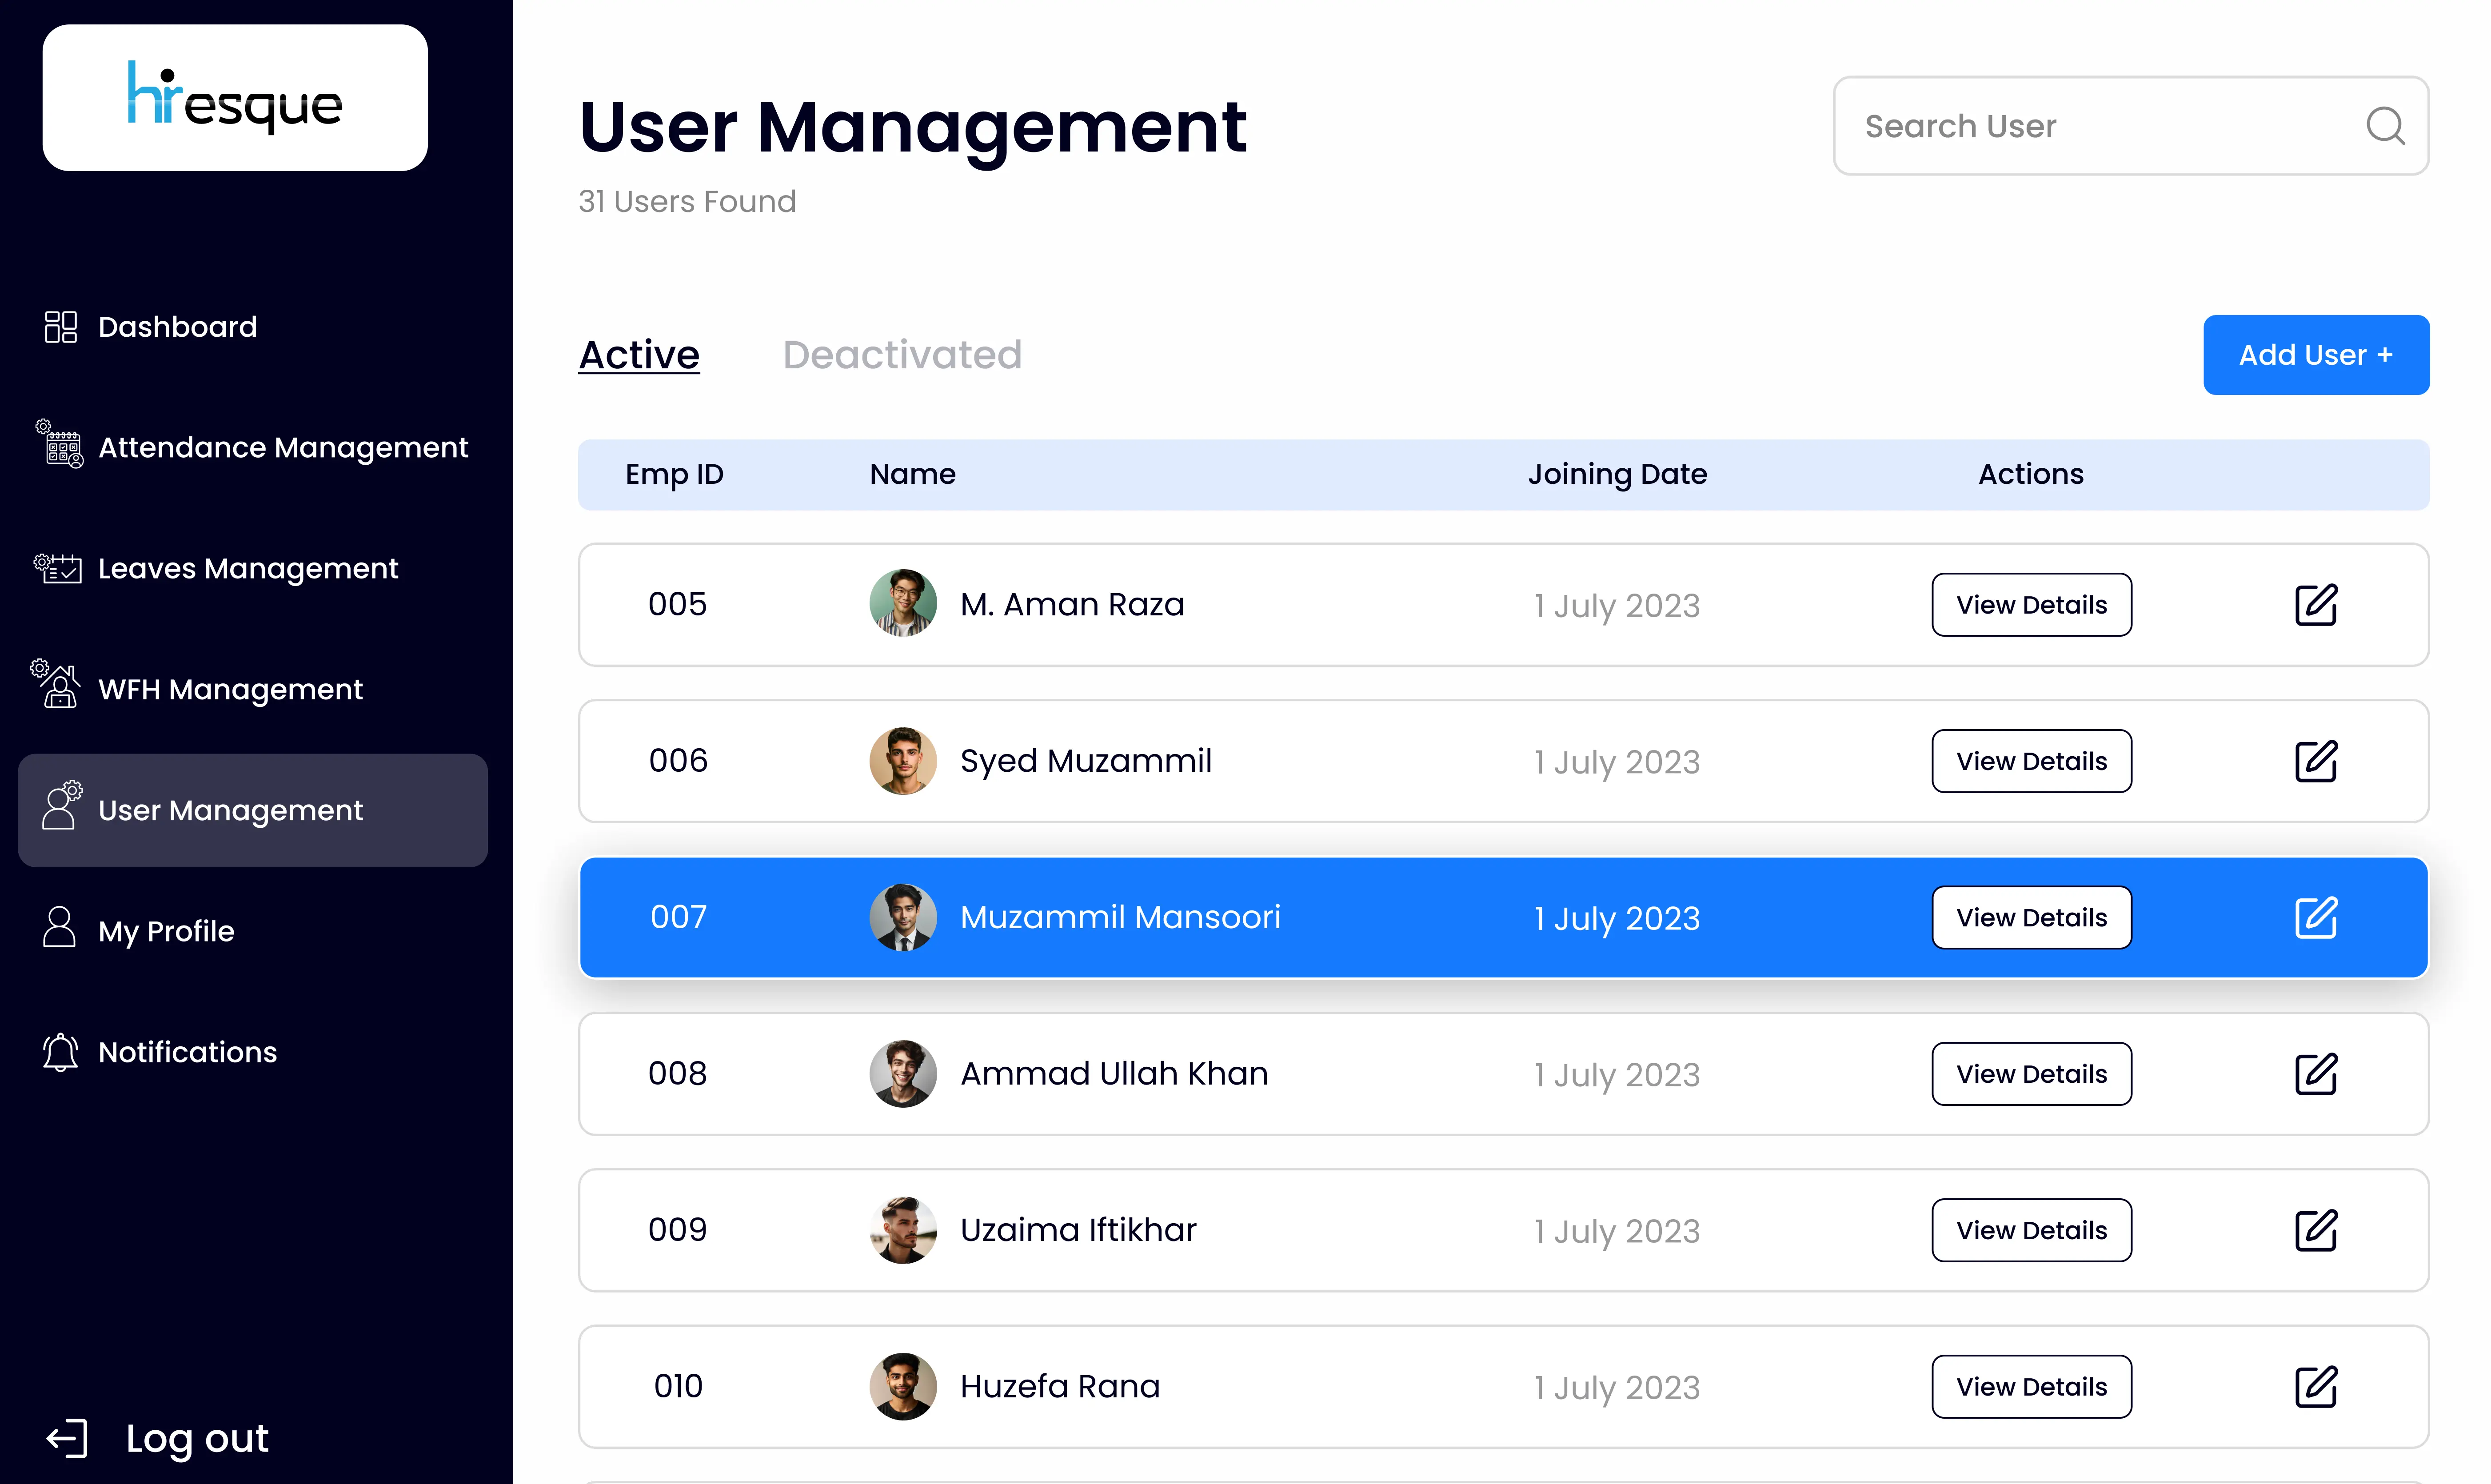 hresque
Dashboard
Attendance Management
Leaves Management
WFH Management
User Management
My Profile
Notifications
Log out
User Management
31 Users Found
Search User
Active Deactivated
Add User +
Emp ID Name Joining Date Actions
005 M. Aman Raza 1 July 2023 View Details
006 Syed Muzammil 1 July 2023 View Details
007 Muzammil Mansoori 1 July 2023 View Details
008 Ammad Ullah Khan 1 July 2023 View Details
009 Uzaima Iftikhar 1 July 2023 View Details
010 Huzefa Rana 1 July 2023 View Details